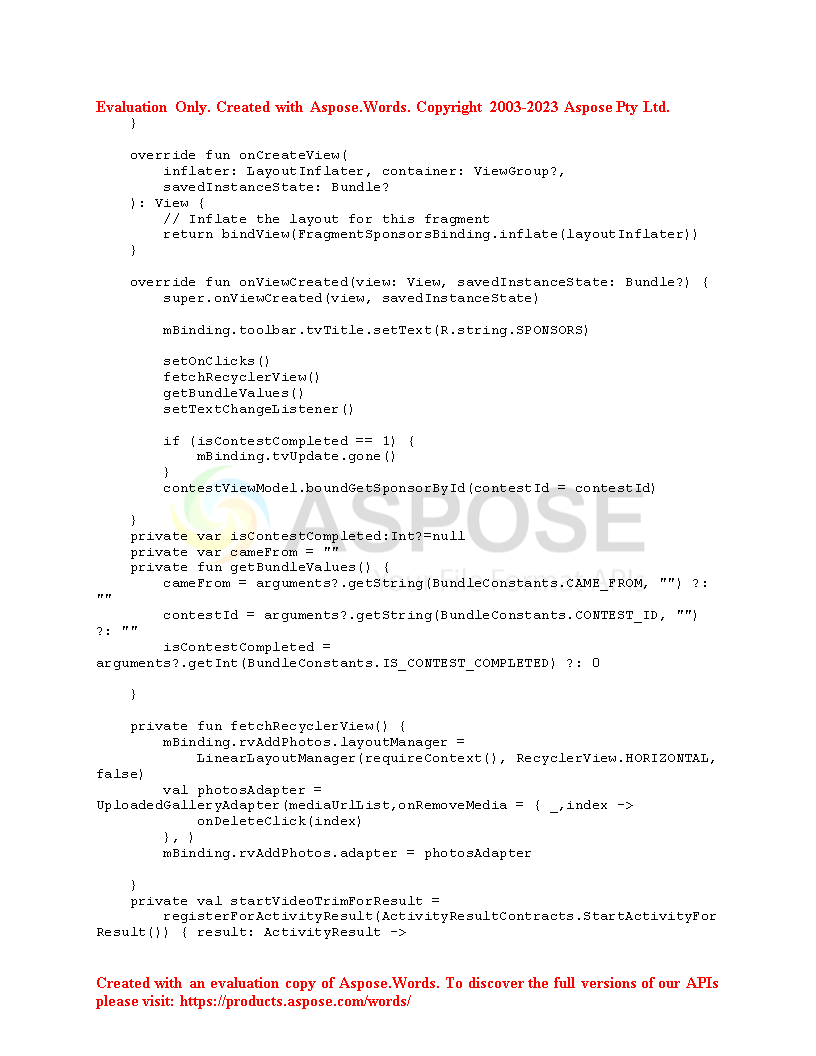 Evaluation Only. Created with Aspose.Words. Copyright 2003-2023 Aspose Pty Ltd.
}
override fun onCreateView(
inflater: LayoutInflater, container: ViewGroup?,
savedInstanceState: Bundle?
): View {
// Inflate the layout for this fragment
return bindView(FragmentSponsorsBinding.inflate(layoutInflater))
}
override fun onViewCreated(view: View, savedInstanceState: Bundle?) {
super.onViewCreated(view, savedInstanceState)
mBinding.toolbar.tvTitle.setText(R.string.SPONSORS)
setOnClicks()
fetchRecyclerView()
getBundleValues()
setTextChangeListener()
if (isContestCompleted == 1) {
mBinding.tvUpdate.gone()
}
contestViewModel.boundGetSponsorById(contestId = contestId)
ASPOSE
}
private var isContestCompleted:Int?=null
private var cameFrom = ""
private fun getBundleValues() {
Your File Format APIs
cameFrom = arguments?.getString(BundleConstants.CAME_FROM, "") ?:
""
contestId = arguments?.getString(BundleConstants.CONTEST_ID, "")
?: ""
isContestCompleted =
arguments?.getInt(BundleConstants.IS_CONTEST_COMPLETED) ?: 0
}
private fun fetchRecyclerView() {
mBinding.rvAddPhotos.layoutManager =
LinearLayoutManager(requireContext(), RecyclerView.HORIZONTAL,
false)
val photosAdapter =
UploadedGalleryAdapter(mediaUrlList,onRemoveMedia = { _,index ->
onDeleteClick(index)
}, )
mBinding.rvAddPhotos.adapter = photosAdapter
}
private val startVideoTrimForResult =
registerForActivityResult(ActivityResultContracts.StartActivityFor
Result()) { result: ActivityResult ->
Created with an evaluation copy of Aspose.Words. To discover the full versions of our APIs
please visit: https://products.aspose.com/words/